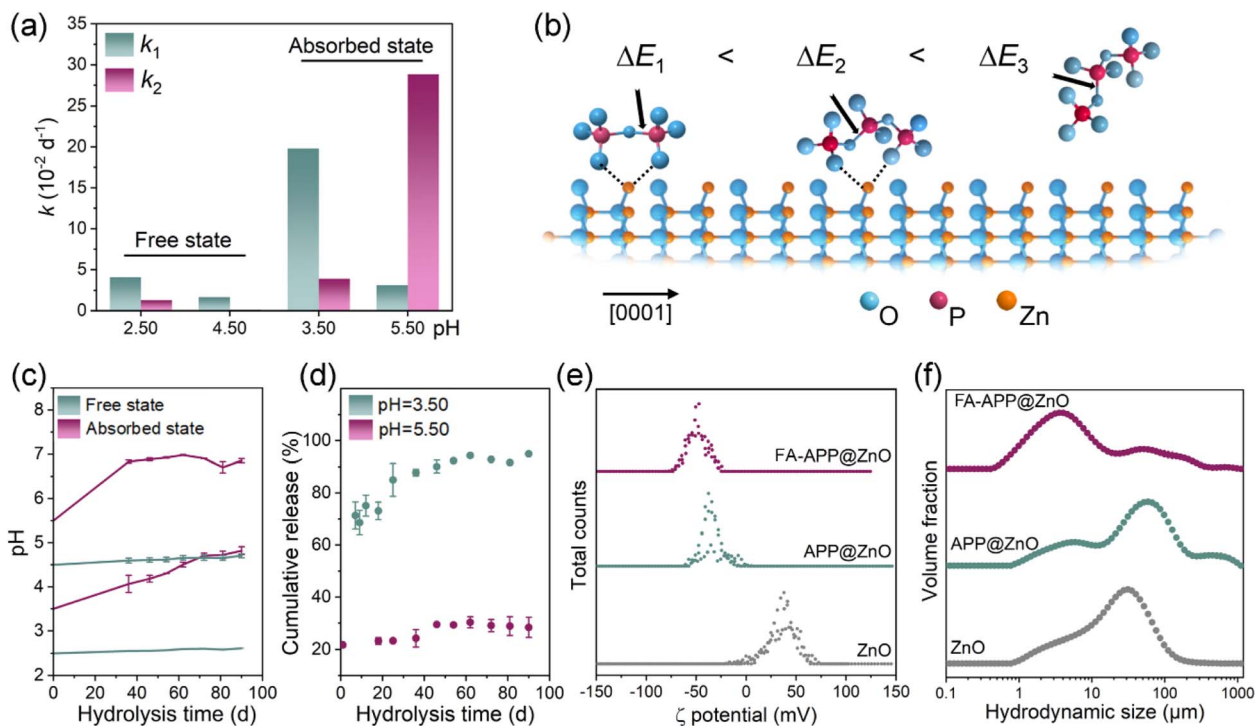 (a)
k₁
k₂
Absorbed state
Free state
k (10⁻² d⁻¹)
35
30
25
20
15
10
5
0
2.50 4.50 3.50 5.50 pH
(b)
ΔE₁ < ΔE₂ < ΔE₃
[0001]
O P Zn
(c)
Free state
Absorbed state
pH
8
7
6
5
4
3
2
0 20 40 60 80 100
Hydrolysis time (d)
(d)
pH=3.50
pH=5.50
Cumulative release (%)
100
80
60
40
20
0 20 40 60 80 100
Hydrolysis time (d)
(e)
Total counts
FA-APP@ZnO
APP@ZnO
ZnO
-150 -100 -50 0 50 100 150
ζ potential (mV)
(f)
Volume fraction
FA-APP@ZnO
APP@ZnO
ZnO
0.1 1 10 100 1000
Hydrodynamic size (μm)